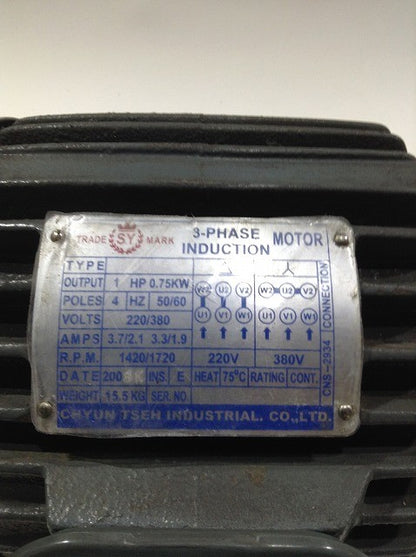 TRADE SY MARK 3-PHASE INDUCTION MOTOR
TYPE
OUTPUT 1 HP 0.75KW
POLES 4 HZ 50/60
VOLTS 220/380
AMPS 3.7/2.1 3.3/1.9
R.P.M. 1420/1720
W2 U2 V2
U1 V1 W1
220V
W2 U2 V2
U1 V1 W1
380V
DATE 200 INS. E HEAT 75°C RATING CONT.
WEIGHT. 15.5 KG SER. NO.
CHYUN TSEH INDUSTRIAL. CO.,LTD.
CNS-2934 CONNECTION